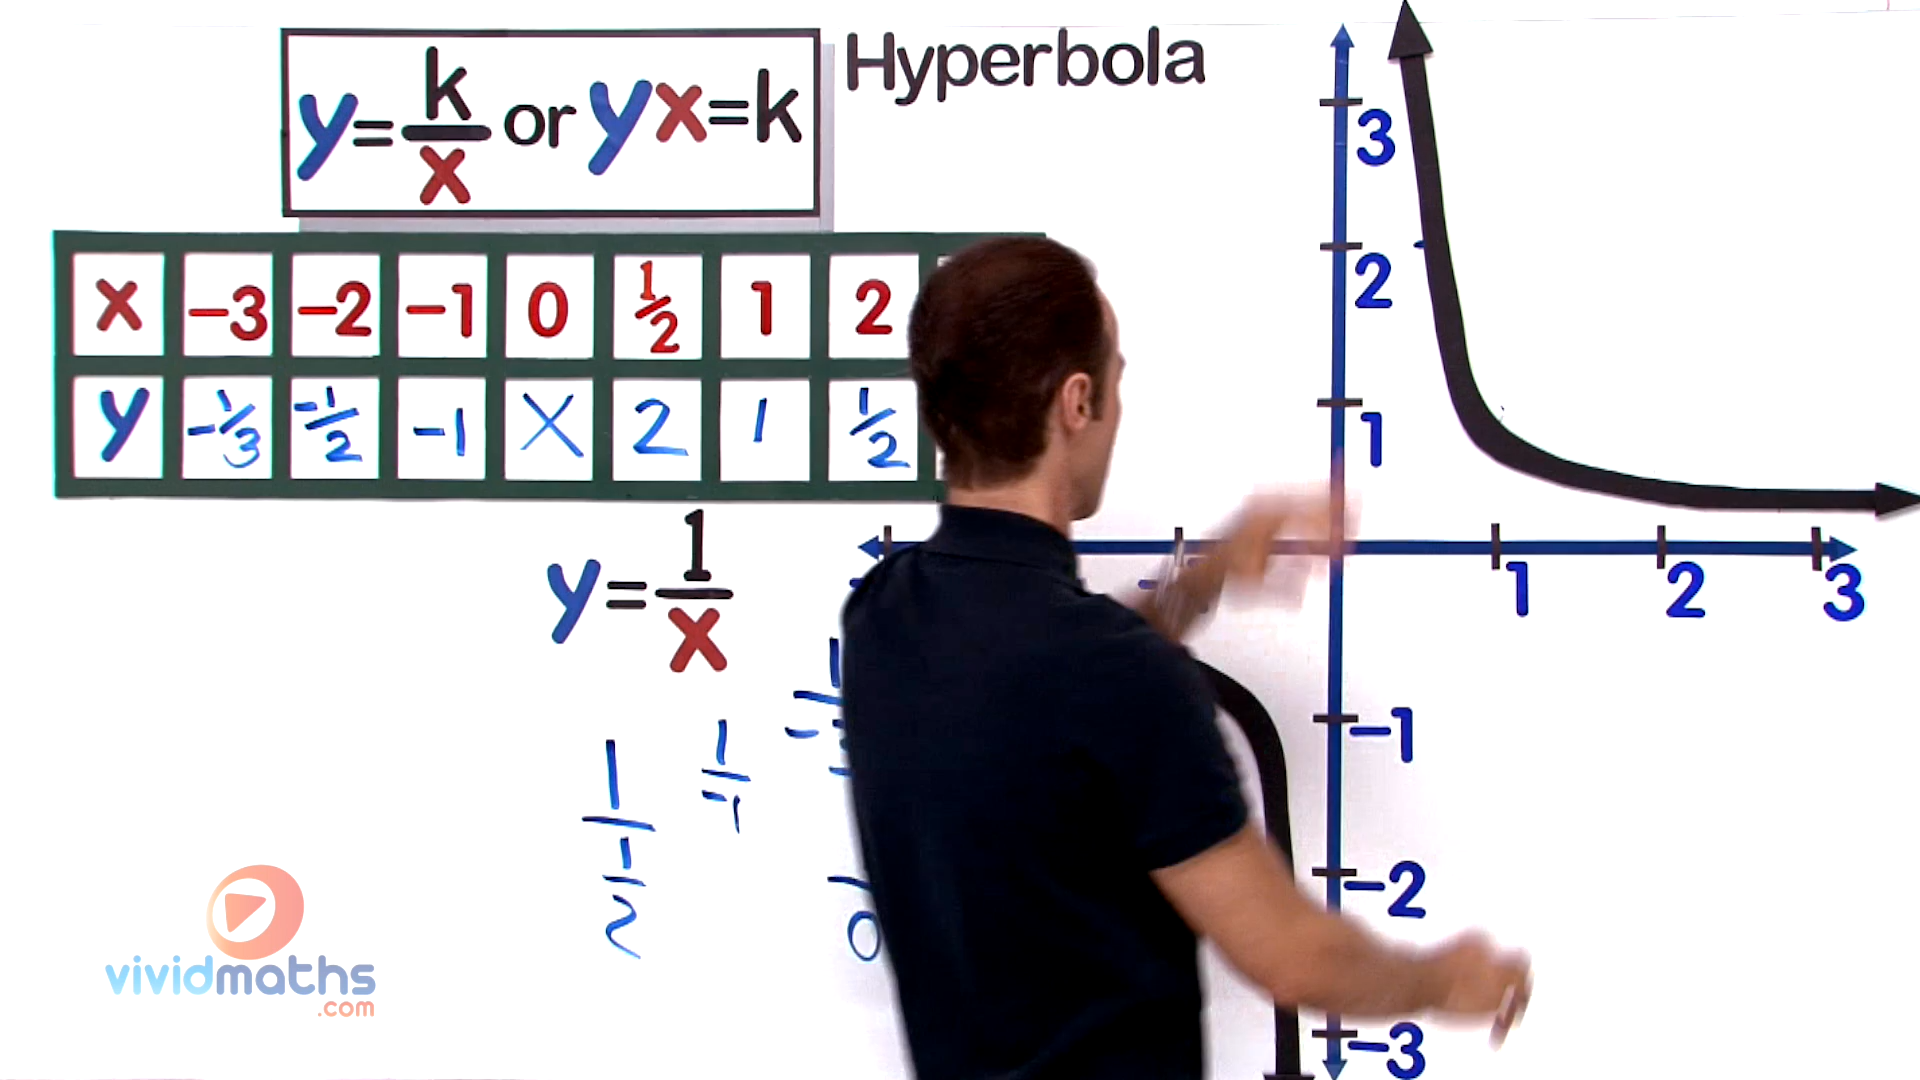 Hyperbola
y=k/x or yx=k
x -3 -2 -1 0 1/2 1 2
y -1/3 -1/2 -1 X 2 1 1/2
y=1/x
3
2
1
1 2 3
-1
-2
-3
vividmaths
.com